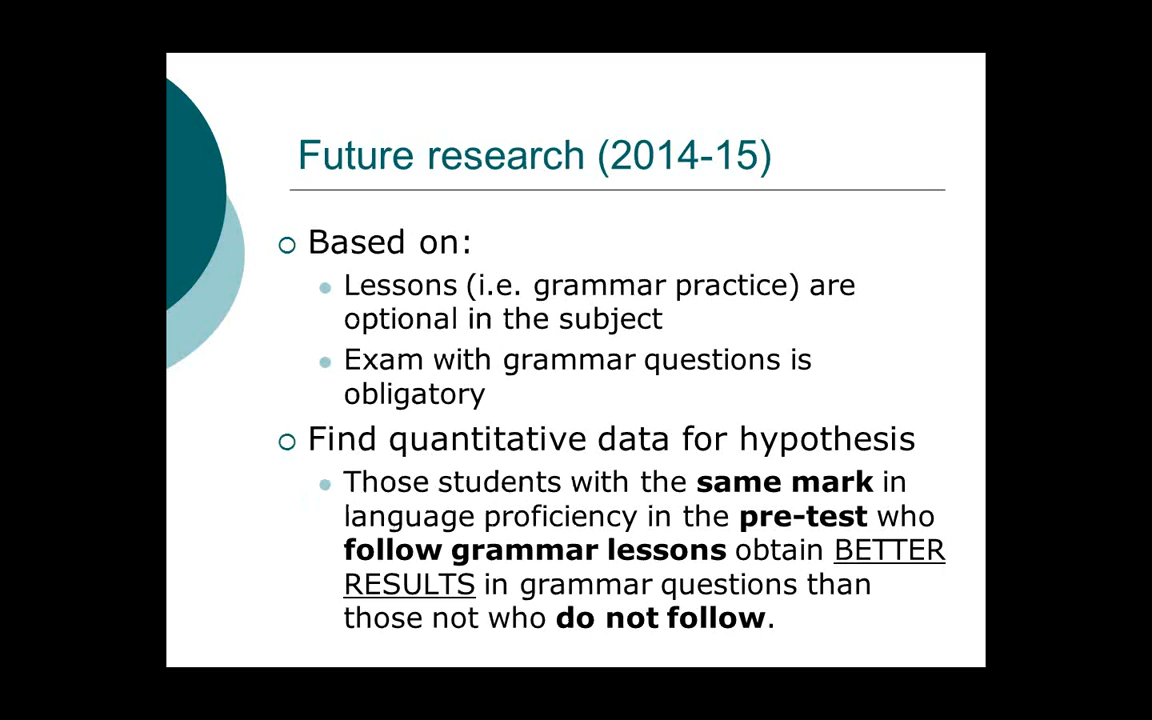 Future research (2014-15)
Based on:
Lessons (i.e. grammar practice) are
optional in the subject
Exam with grammar questions is
obligatory
Find quantitative data for hypothesis
Those students with the same mark in
language proficiency in the pre-test who
follow grammar lessons obtain BETTER
RESULTS in grammar questions than
those not who do not follow.